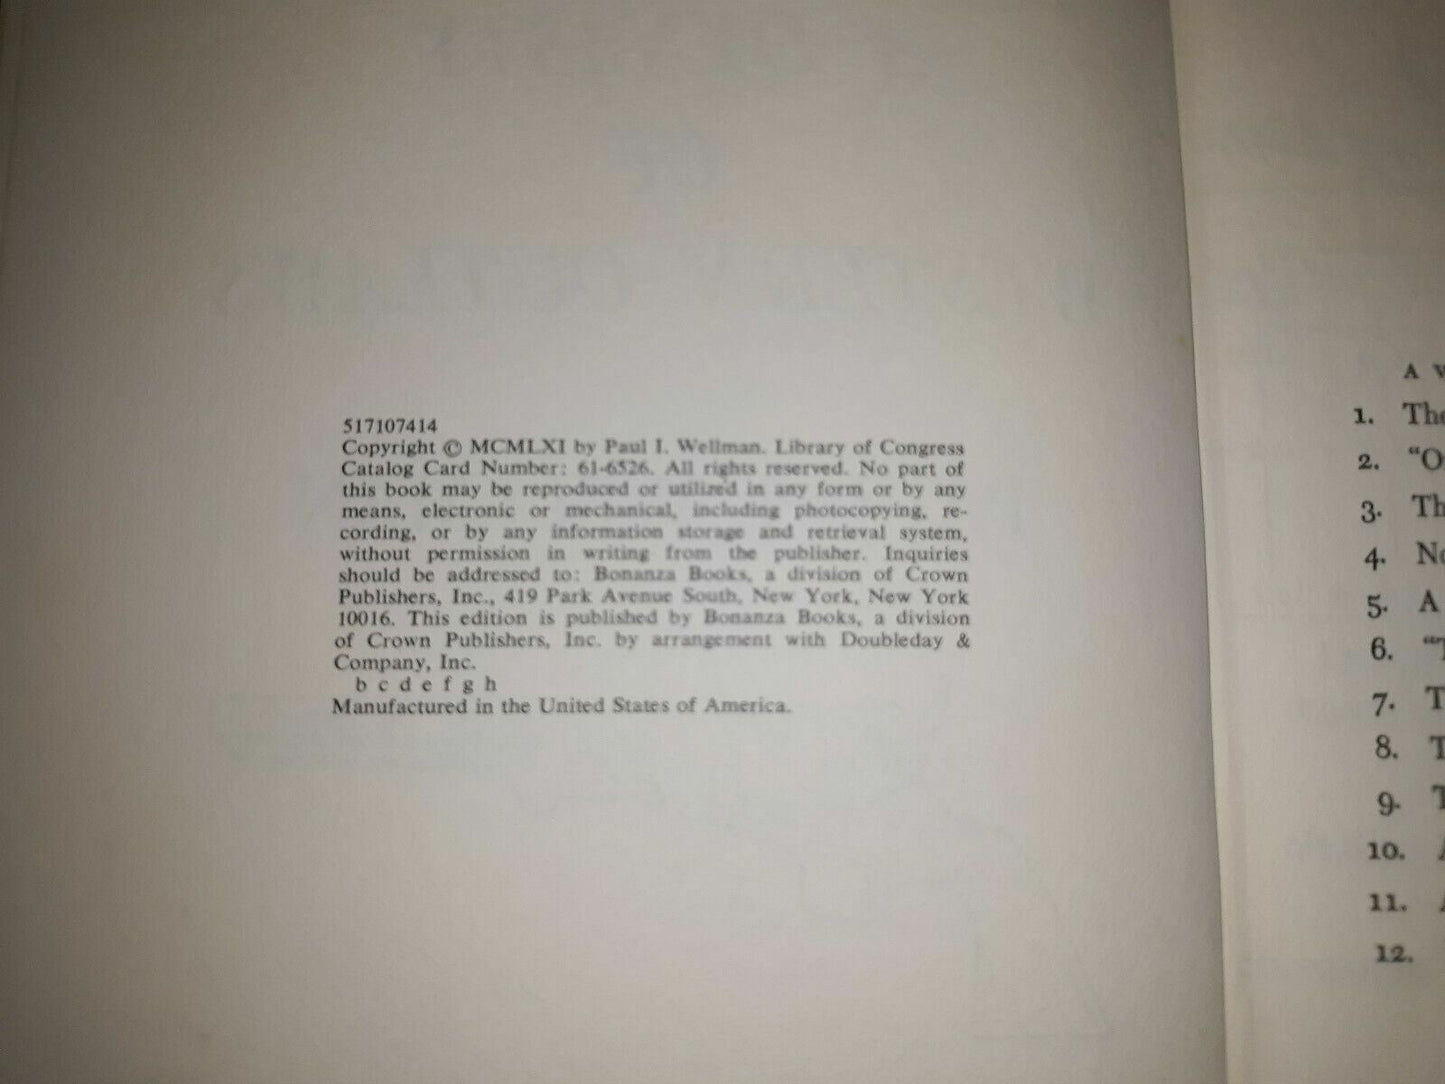 517107414
Copyright © MCMLXI by Paul I. Wellman. Library of Congress
Catalog Card Number: 61-6526. All rights reserved. No part of
this book may be reproduced or utilized in any form or by any
means, electronic or mechanical, including photocopying, re-
cording, or by any information storage and retrieval system,
without permission in writing from the publisher. Inquiries
should be addressed to: Bonanza Books, a division of Crown
Publishers, Inc., 419 Park Avenue South, New York, New York
10016. This edition is published by Bonanza Books, a division
of Crown Publishers, Inc. by arrangement with Doubleday &
Company, Inc.
b c d e f g h
Manufactured in the United States of America.
A
1.
2.
3.
4.
5. A
6.
7.
8.
9.
10.
11.
12.